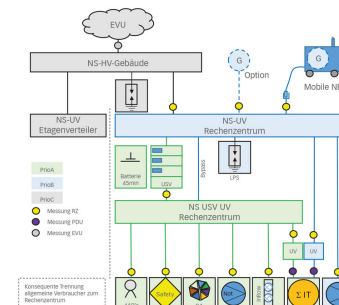 EVU
NS-HV-Gebäude
G
Option
G
Mobile
NS-UV
Etagenverteiler
NS-UV
Rechenzentrum
Batterie
45min
USV
Bypass
LPS
PrioA
PrioB
PrioC
Messung RZ
Messung PDU
Messung EVU
NS USV UV
Rechenzentrum
UV
UV
Safety
Σ IT
Konsequente Trennung
allgemeine Verbraucher zum
Rechenzentrum